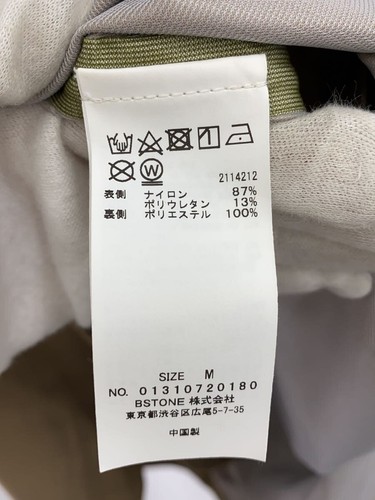 2114212
表側 ナイロン 87%
ポリウレタン 13%
裏側 ポリエステル 100%
SIZE M
NO. 01310720180
BSTONE 株式会社
東京都渋谷区広尾5-7-35
中国製